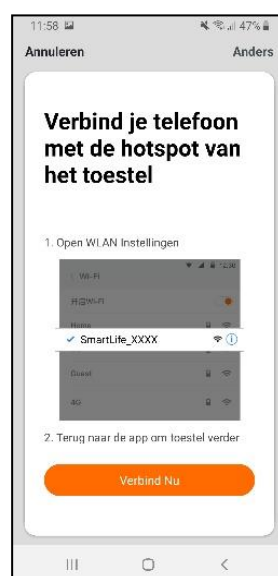 11:58 47%
Annuleren Anders
Verbind je telefoon
met de hotspot van
het toestel
1. Open WLAN Instellingen
Wi-Fi
Home
SmartLife_XXXX
Guest
4G
2. Terug naar de app om toestel verder
Verbind Nu